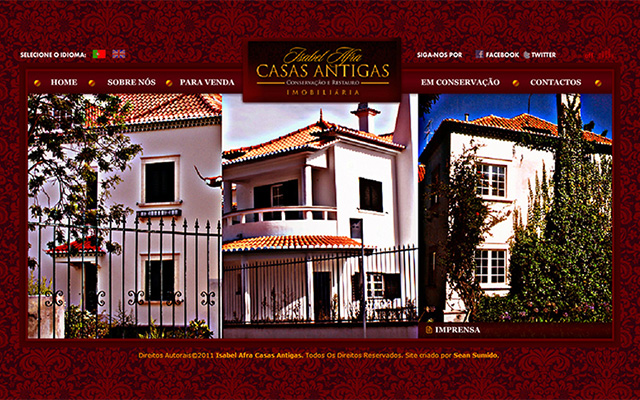 SELECIONE O IDIOMA:
Isabel Afra
CASAS ANTIGAS
CONSERVAÇÃO E RESTAURO
IMOBILIÁRIA
SIGA-NOS POR FACEBOOK TWITTER
HOME SOBRE NÓS PARA VENDA EM CONSERVAÇÃO CONTACTOS
IMPRENSA
Direitos Autorais©2011 Isabel Afra Casas Antigas. Todos Os Direitos Reservados. Site criado por Sean Sumido.